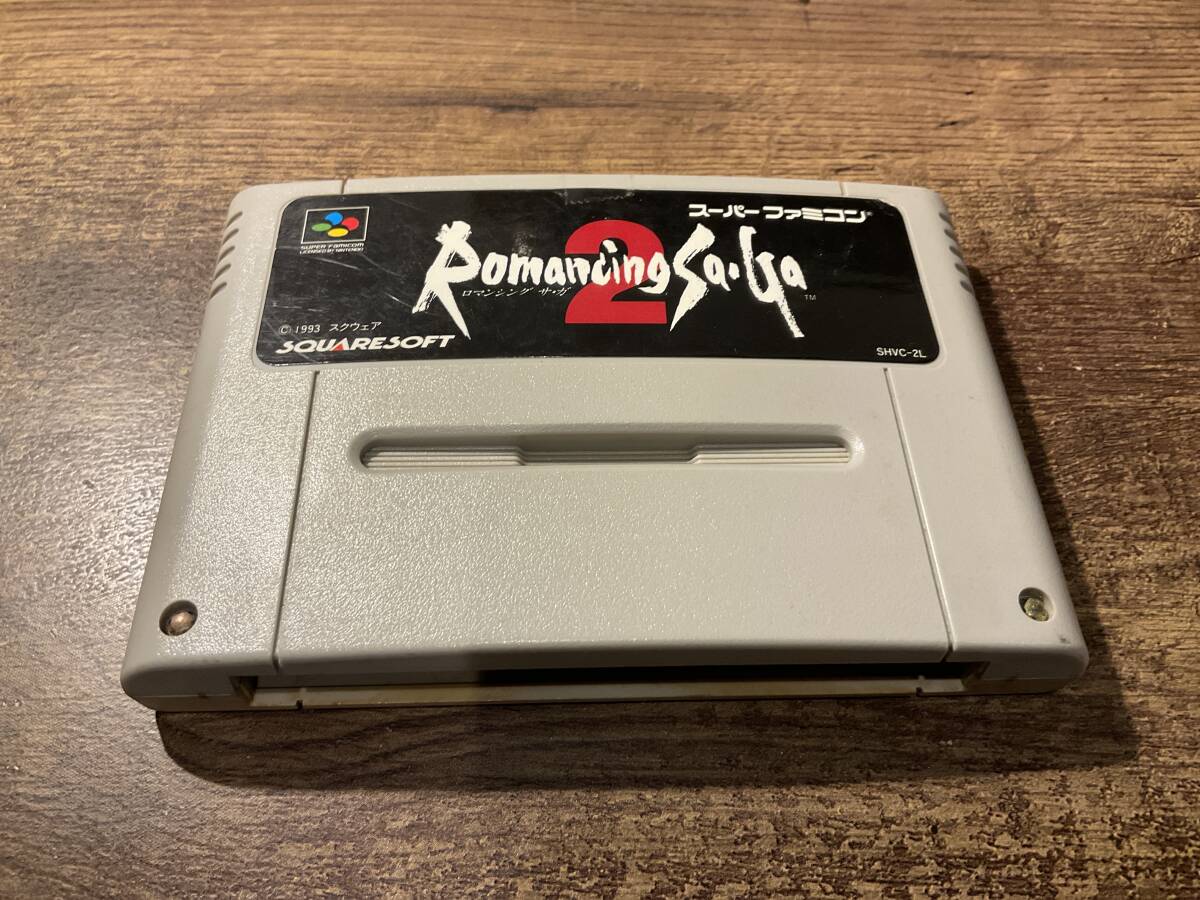 スーパーファミコン
SUPER FAMICOM
LICENSED BY NINTENDO
Romancing Sa・Ga
2
ロマンシング サ・ガ
TM
© 1993 スクウェア
SQUARESOFT
SHVC-2L